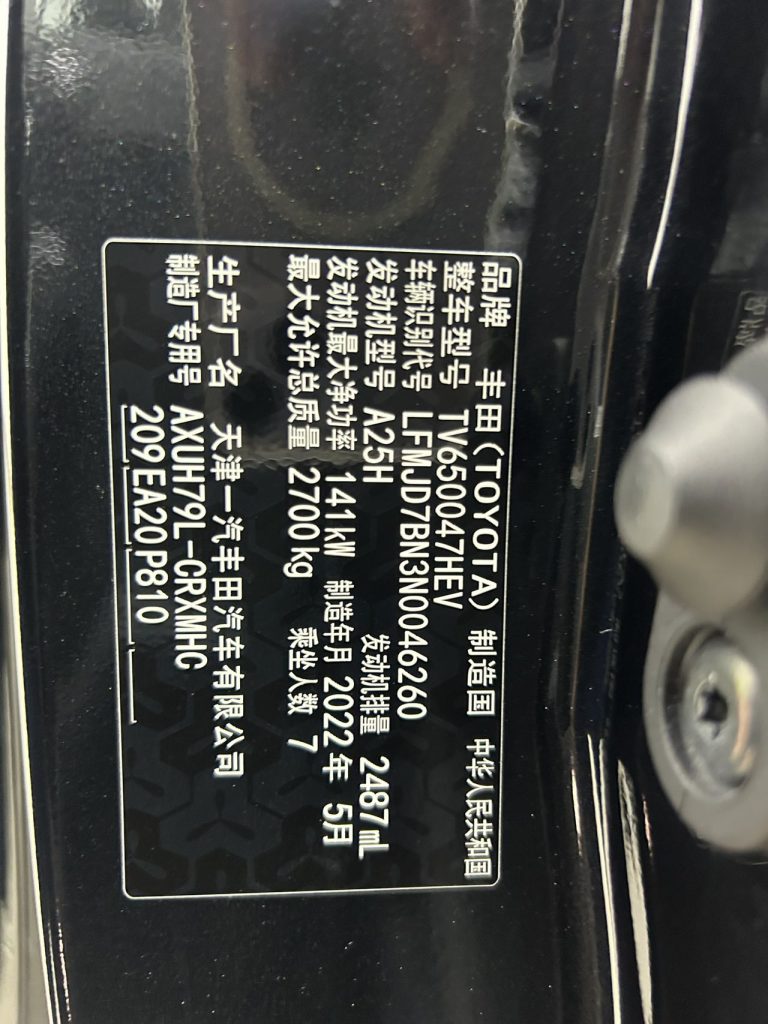 品牌 丰田(TOYOTA) 制造国 中华人民共和国
整车型号 TV650047HEV
车辆识别代号 LFMJD7BN3N0046260
发动机型号 A25H 发动机排量 2487mL
发动机最大净功率 141kW 制造年月 2022年 5月
最大允许总质量 2700kg 乘坐人数 7
生产厂名 天津一汽丰田汽车有限公司
制造厂专用号 AXUH79L-CRXMHC
209 EA20 P810